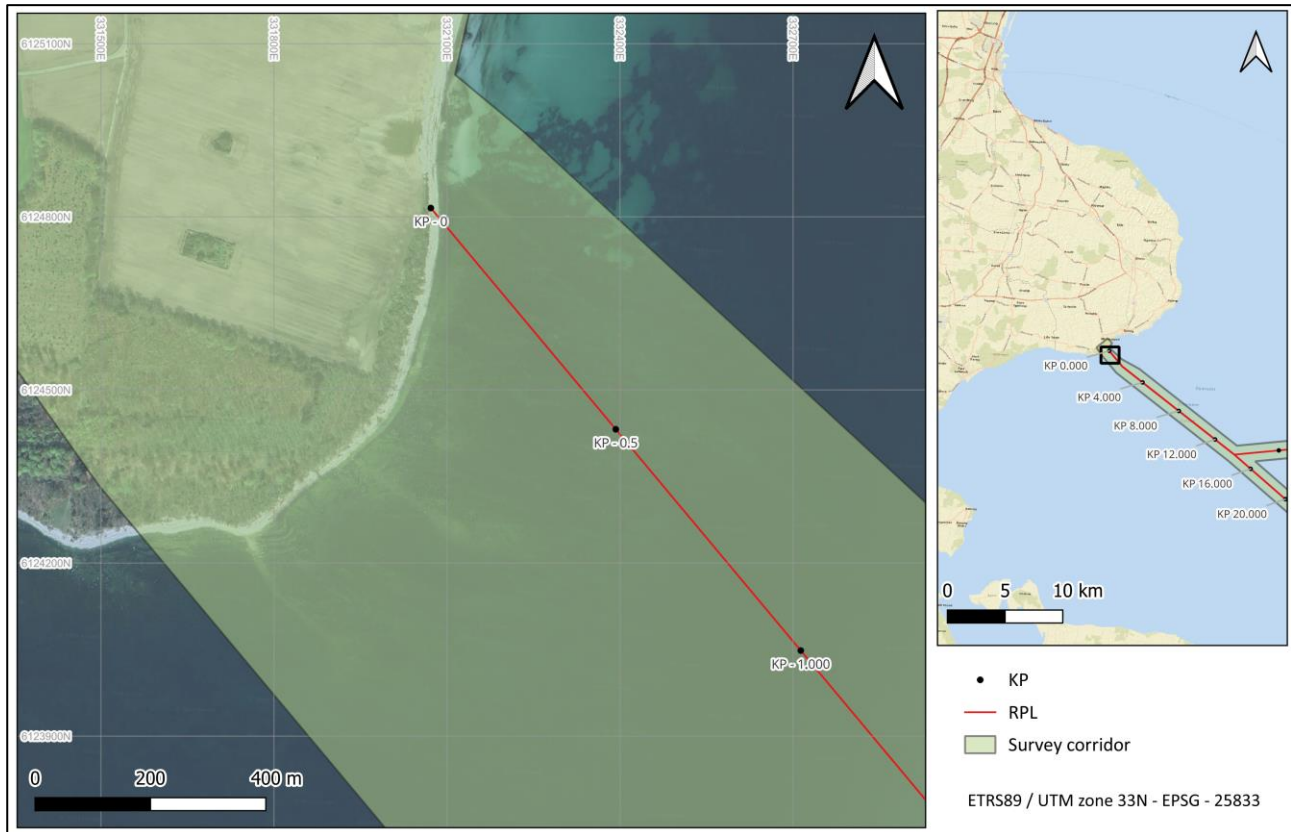 331500E
331800E
332100E
332400E
332700E
6125100N
6124800N
6124500N
6124200N
6123900N
KP - 0
KP - 0.5
KP - 1.000
0 200 400 m
KP 0.000
KP 4.000
KP 8.000
KP 12.000
KP 16.000
KP 20.000
0 5 10 km
KP
RPL
Survey corridor
ETRS89 / UTM zone 33N - EPSG - 25833